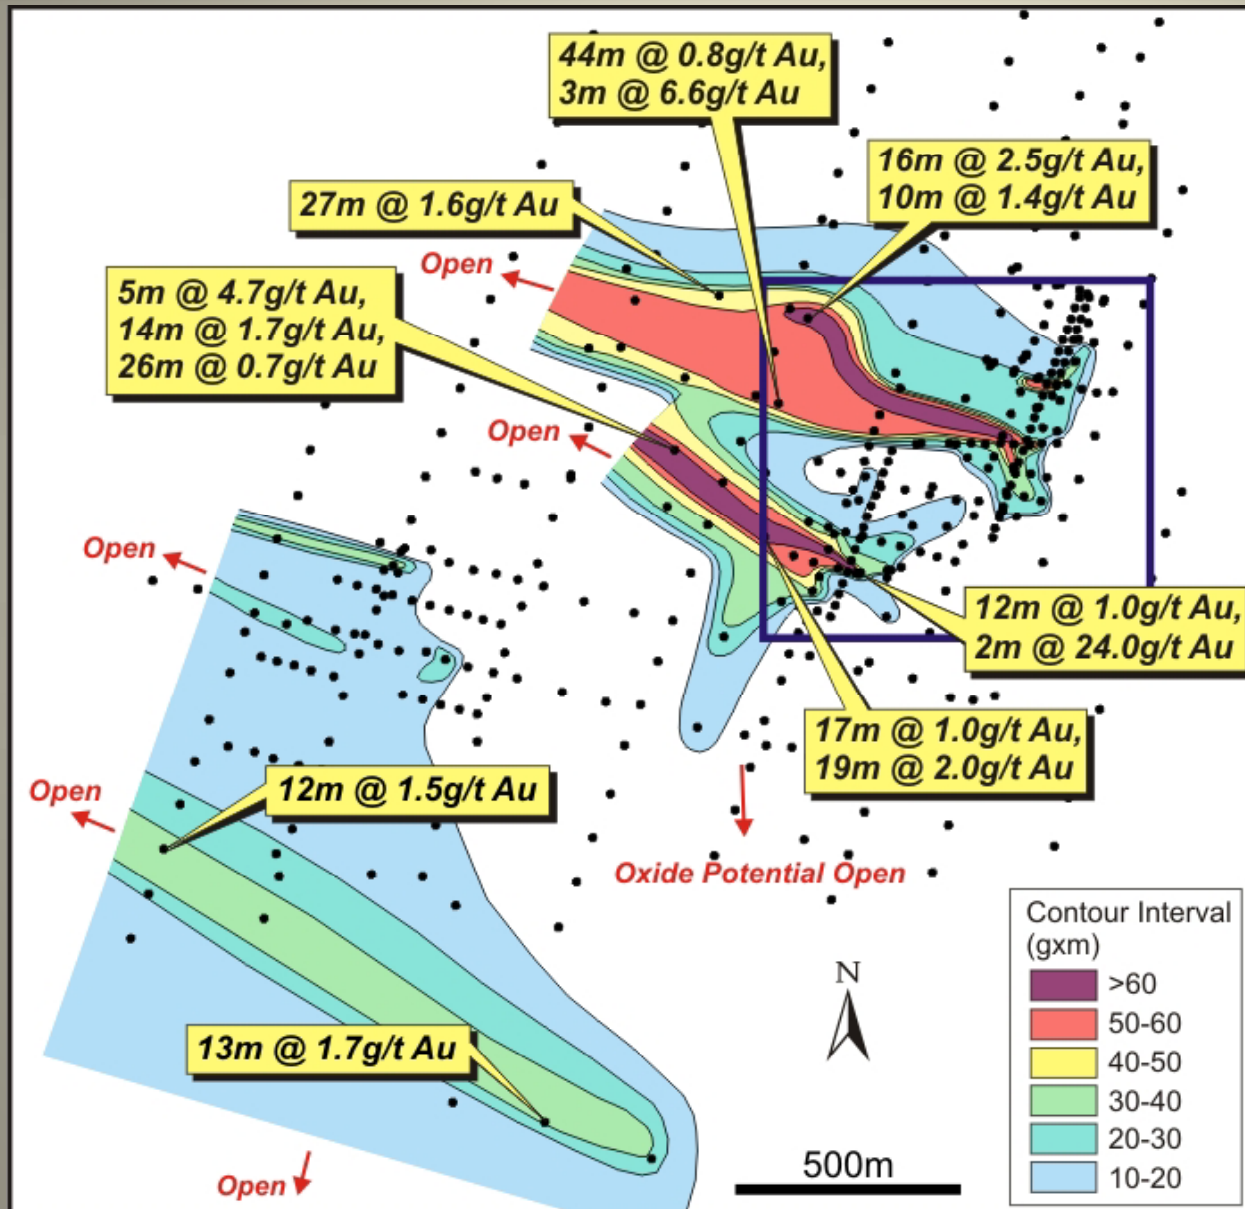 44m @ 0.8g/t Au,
3m @ 6.6g/t Au
16m @ 2.5g/t Au,
10m @ 1.4g/t Au
27m @ 1.6g/t Au
Open
5m @ 4.7g/t Au,
14m @ 1.7g/t Au,
26m @ 0.7g/t Au
Open
Open
12m @ 1.0g/t Au,
2m @ 24.0g/t Au
17m @ 1.0g/t Au,
19m @ 2.0g/t Au
Open
12m @ 1.5g/t Au
Oxide Potential Open
13m @ 1.7g/t Au
Open
N
500m
Contour Interval
(gxm)
>60
50-60
40-50
30-40
20-30
10-20